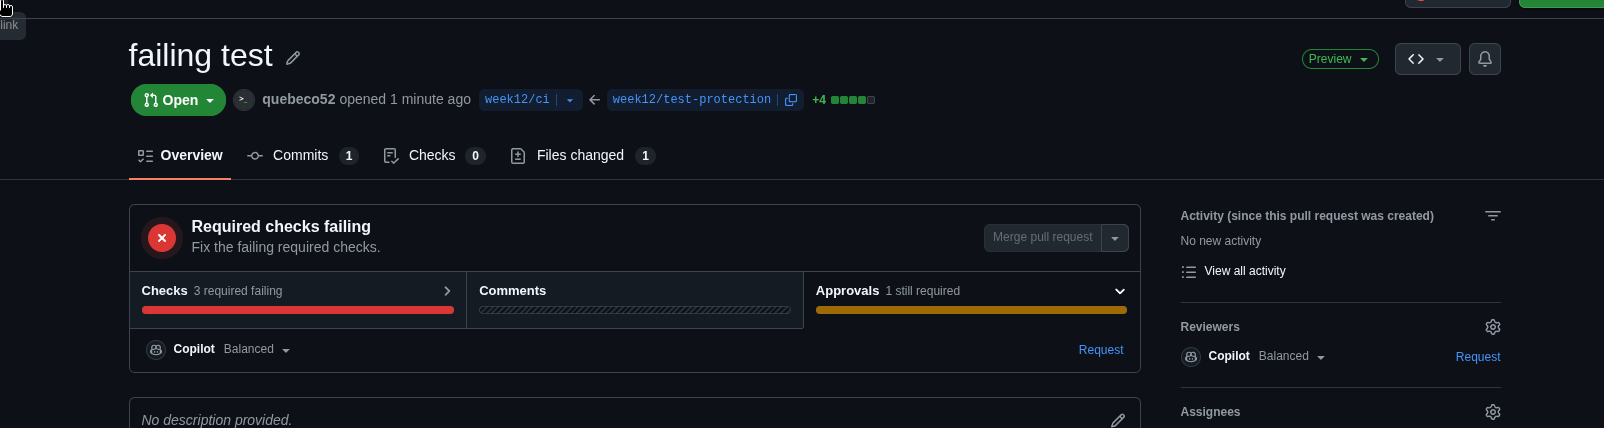 link
failing test
Preview
Open quebeco52 opened 1 minute ago week12/ci week12/test-protection +4
Overview Commits 1 Checks 0 Files changed 1
Required checks failing
Fix the failing required checks.
Merge pull request
Checks 3 required failing
Comments
Approvals 1 still required
Copilot Balanced Request
No description provided.
Activity (since this pull request was created)
No new activity
View all activity
Reviewers
Copilot Balanced Request
Assignees